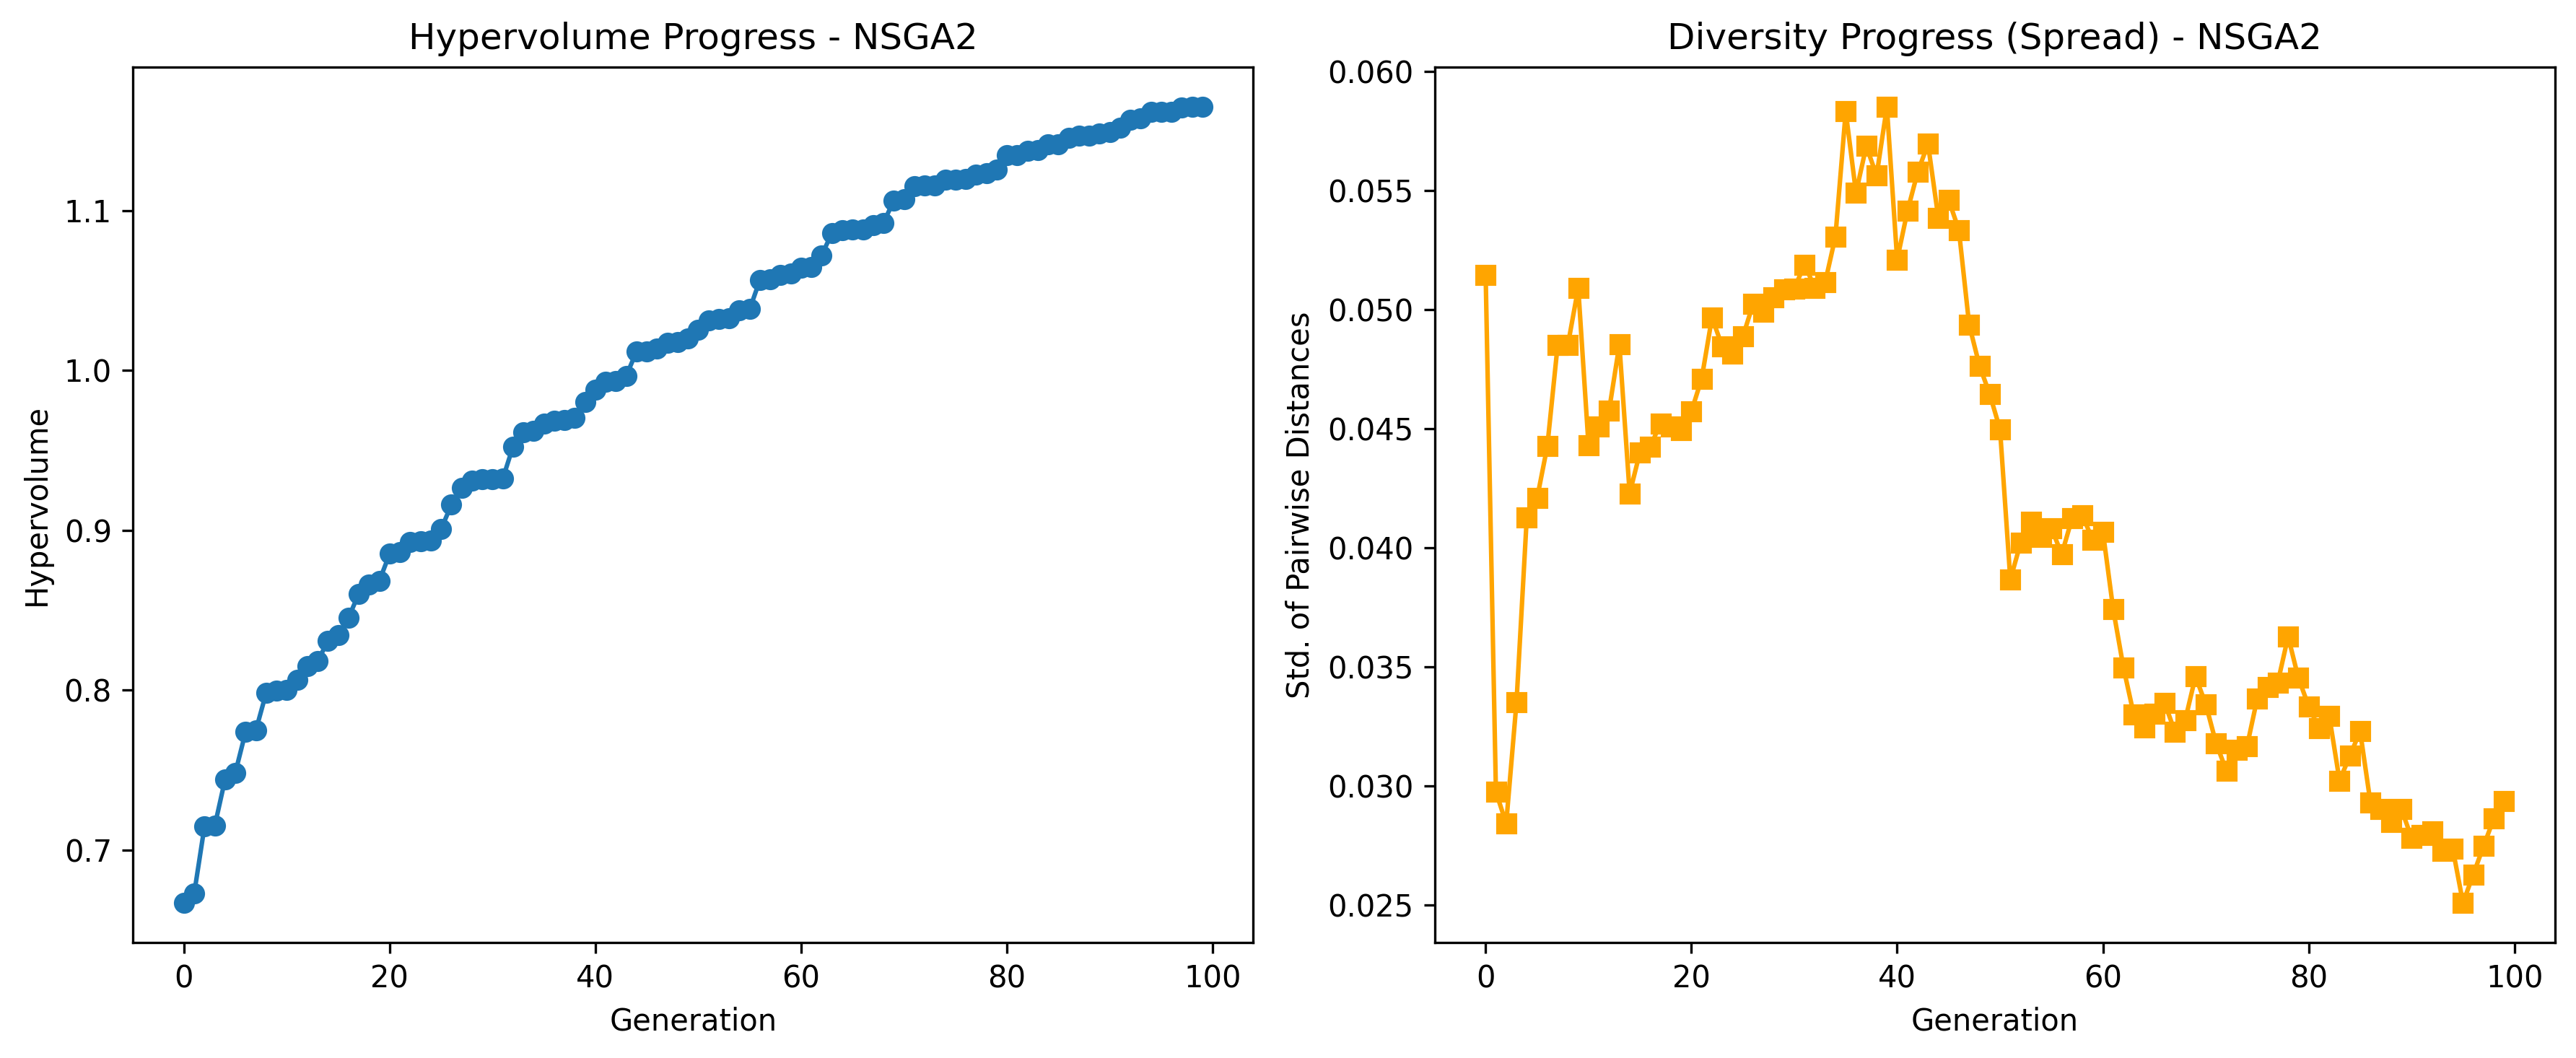 Hypervolume Progress - NSGA2
Hypervolume
1.1
1.0
0.9
0.8
0.7
0 20 40 60 80 100
Generation
Diversity Progress (Spread) - NSGA2
Std. of Pairwise Distances
0.060
0.055
0.050
0.045
0.040
0.035
0.030
0.025
0 20 40 60 80 100
Generation